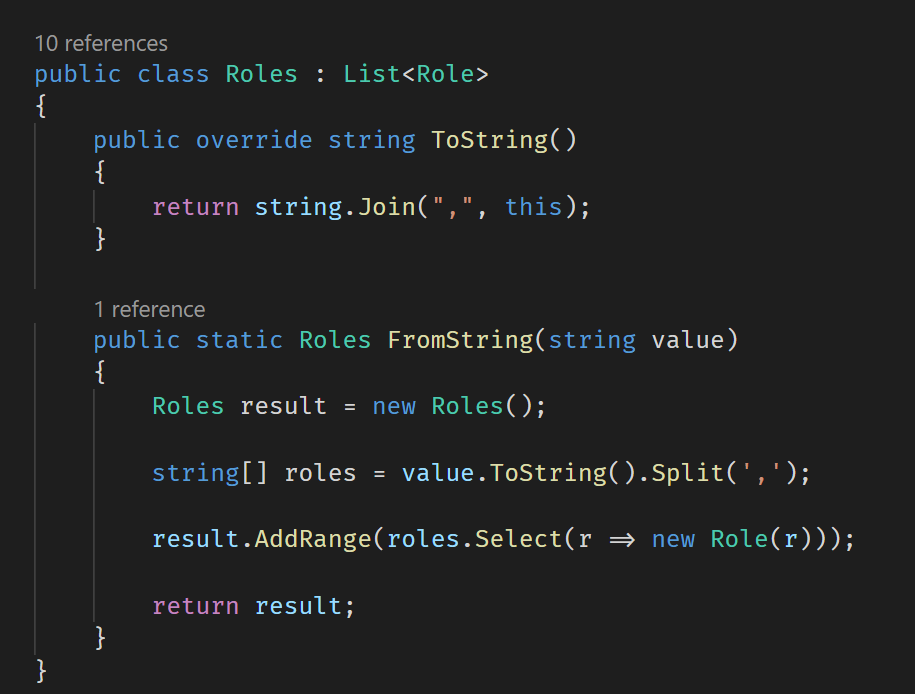 10 references
public class Roles : List<Role>
{
    public override string ToString()
    {
        return string.Join(",", this);
    }
    1 reference
    public static Roles FromString(string value)
    {
        Roles result = new Roles();
        string[] roles = value.ToString().Split(',');
        result.AddRange(roles.Select(r => new Role(r)));
        return result;
    }
}